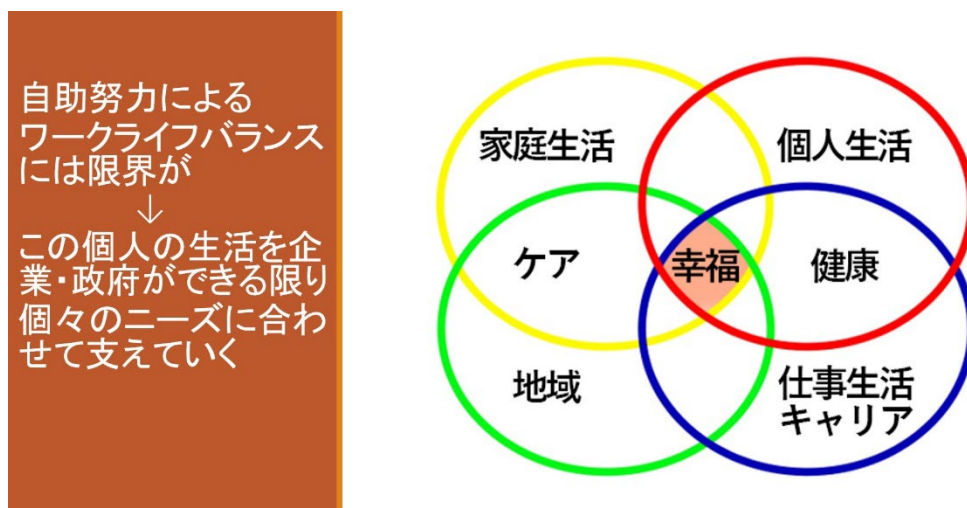 自助努力による
ワークライフバランス
には限界が
↓
この個人の生活を企
業・政府ができる限り
個々のニーズに合わ
せて支えていく
家庭生活
個人生活
ケア
幸福
健康
地域
仕事生活
キャリア